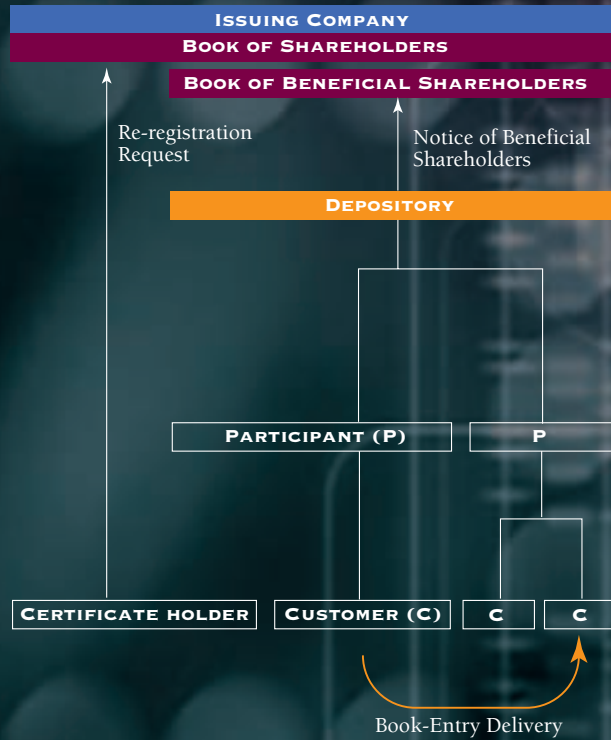 ISSUING COMPANY
BOOK OF SHAREHOLDERS
BOOK OF BENEFICIAL SHAREHOLDERS
Re-registration
Request
Notice of Beneficial
Shareholders
DEPOSITORY
PARTICIPANT (P)
P
CERTIFICATE HOLDER
CUSTOMER (C)
C
C
Book-Entry Delivery